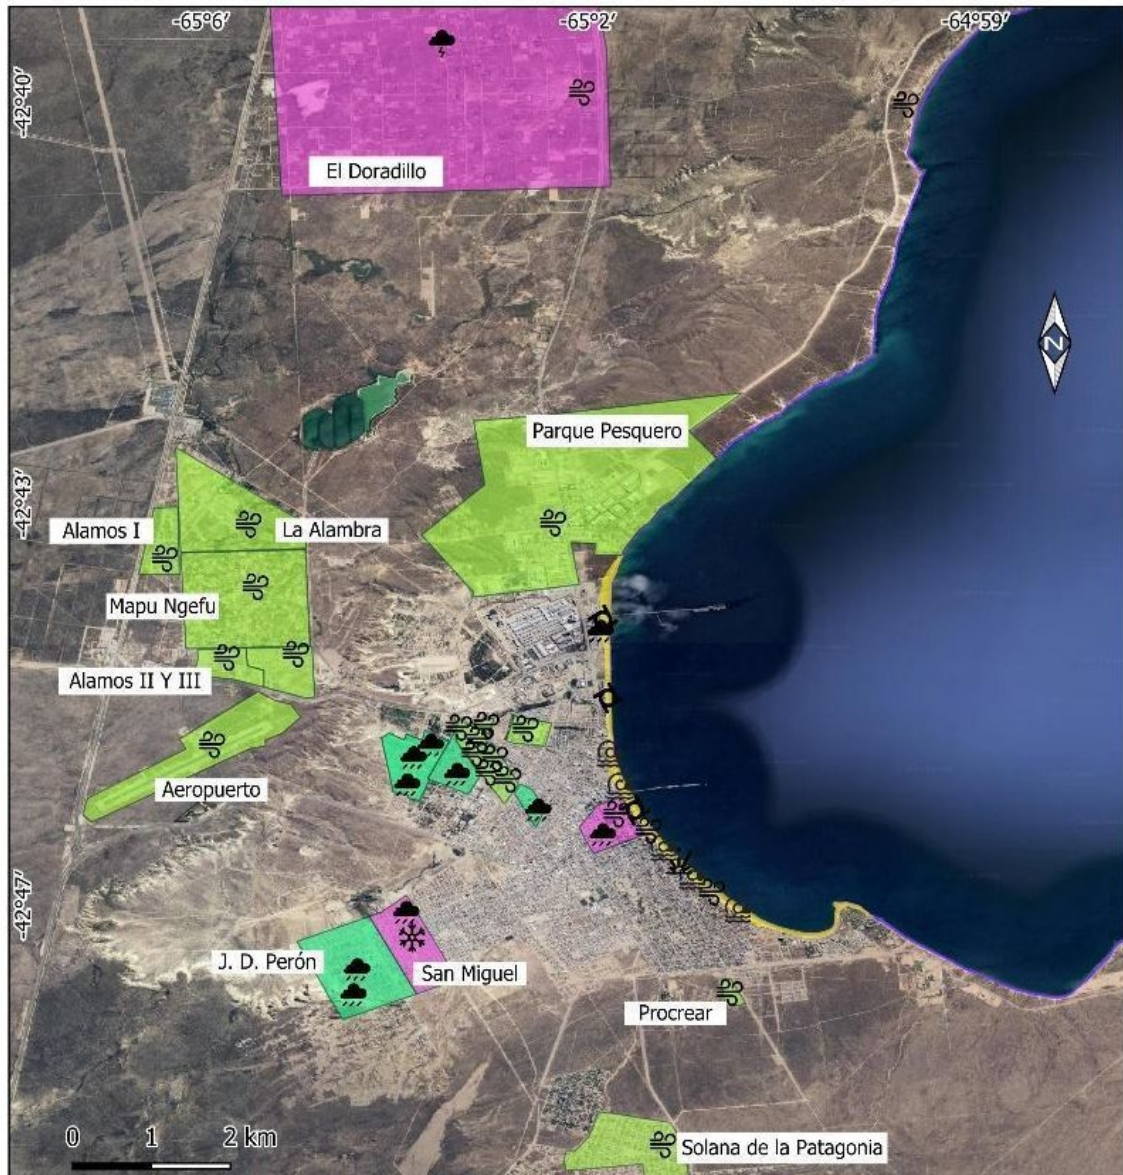 -65°6′ -65°2′ -64°59′
-42°40′
El Doradillo
Parque Pesquero
-42°43′
Alamos I
La Alambra
Mapu Ngefu
Alamos II Y III
Aeropuerto
-42°47′
J. D. Perón
San Miguel
Procrear
Solana de la Patagonia
0 1 2 km
N